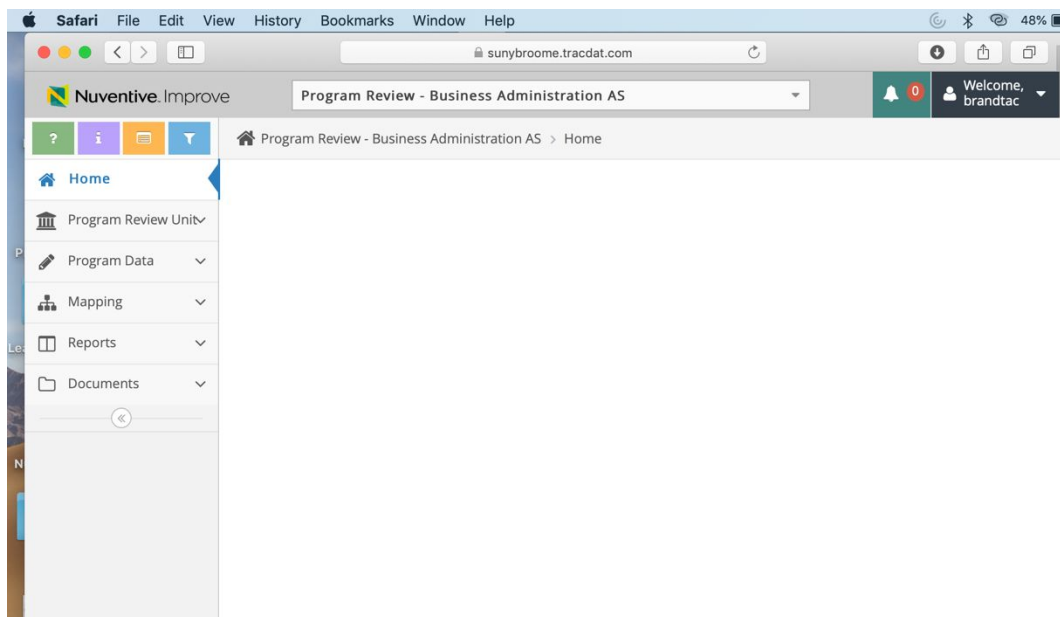 Safari File Edit View History Bookmarks Window Help 48%
sunybroome.tracdat.com
Nuventive. Improve
Program Review - Business Administration AS
0
Welcome,
brandtac
? i
Program Review - Business Administration AS > Home
Home
Program Review Unit
Program Data
Mapping
Reports
Documents
P
Lea
N